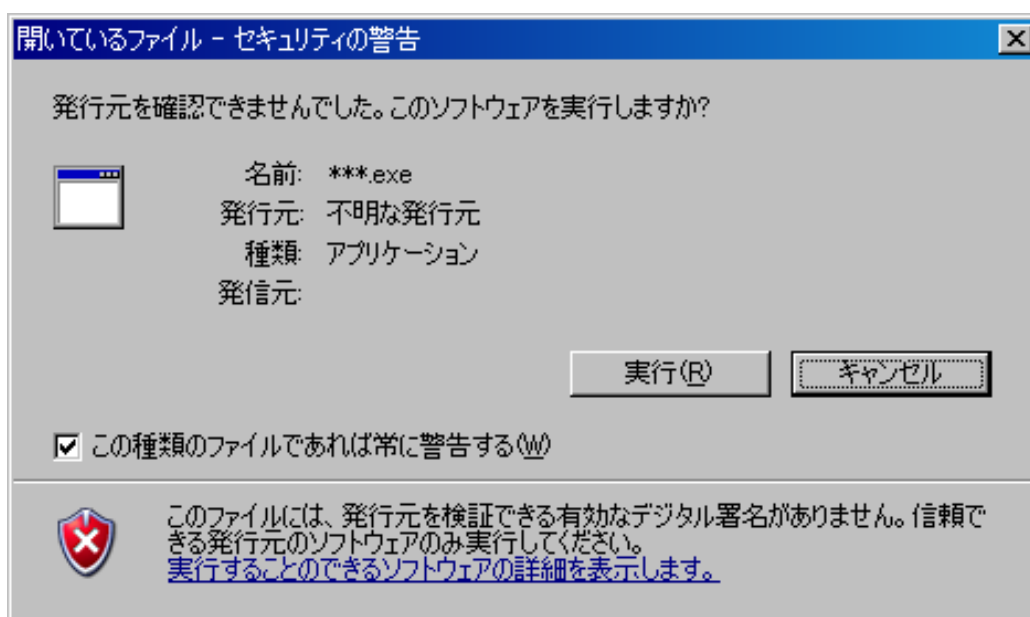 開いているファイル - セキュリティの警告
発行元を確認できませんでした。このソフトウェアを実行しますか?
名前: ***.exe
発行元: 不明な発行元
種類: アプリケーション
発信元:
実行(R) キャンセル
この種類のファイルであれば常に警告する(W)
このファイルには、発行元を検証できる有効なデジタル署名がありません。信頼で
きる発行元のソフトウェアのみ実行してください。
実行することのできるソフトウェアの詳細を表示します。